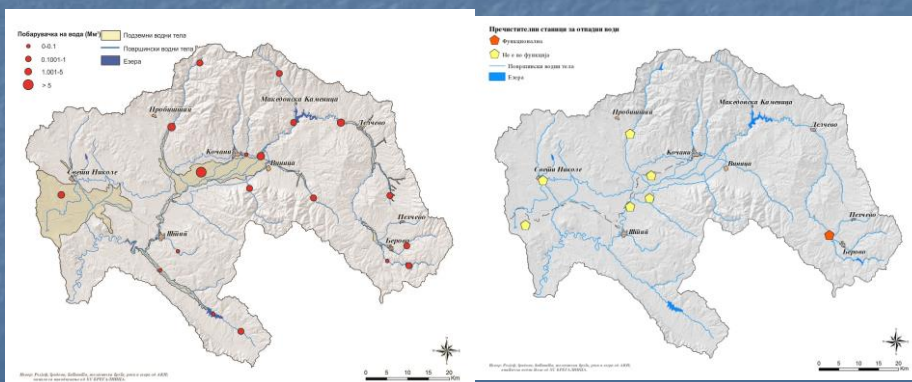 Побарувачка на вода (Мм³)
0-0.1
0.1001-1
1.001-5
> 5
Подземни водни тела
Површински водни тела
Езера
Македонска Каменица
Пробиштип
Делчево
Кочани
Виница
Свети Николе
Пехчево
Штип
Берово
0 5 10 15 20
Km
Пречистителни станици за отпадни води
Функционална
Не е во функција
Површински водни тела
Езера
Македонска Каменица
Пробиштип
Делчево
Кочани
Виница
Свети Николе
Пехчево
Штип
Берово
0 5 10 15 20
Km